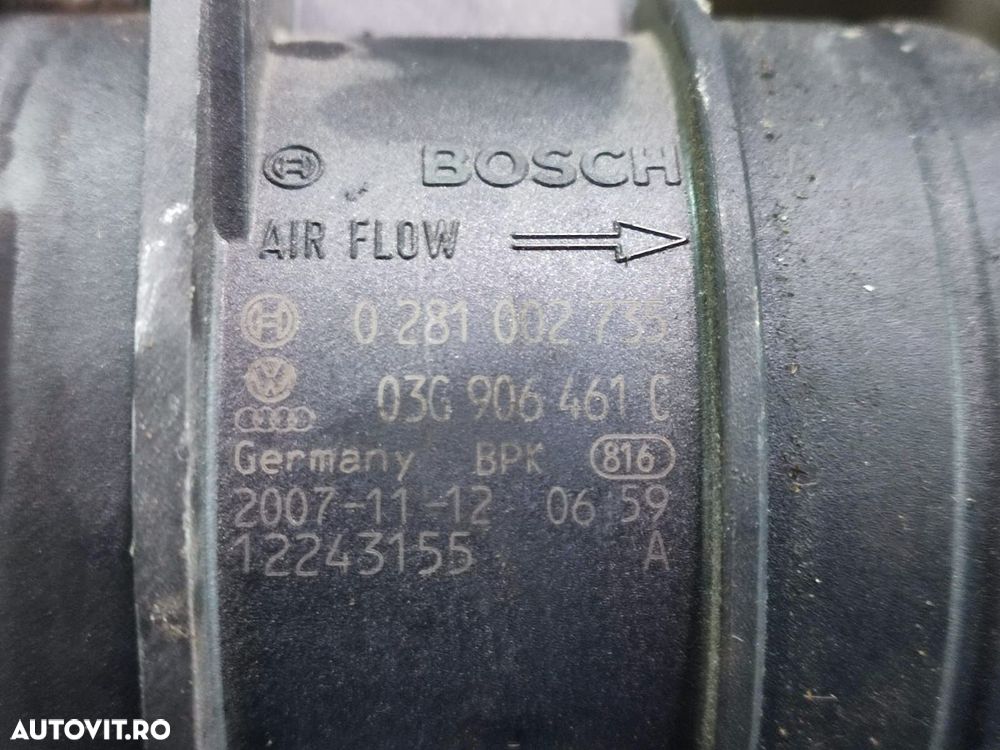 BOSCH
AIR FLOW
0 281 002 735
03G 906 461 C
Germany BPK 816
2007-11-12 06 59
12243155 A
AUTOVIT.RO